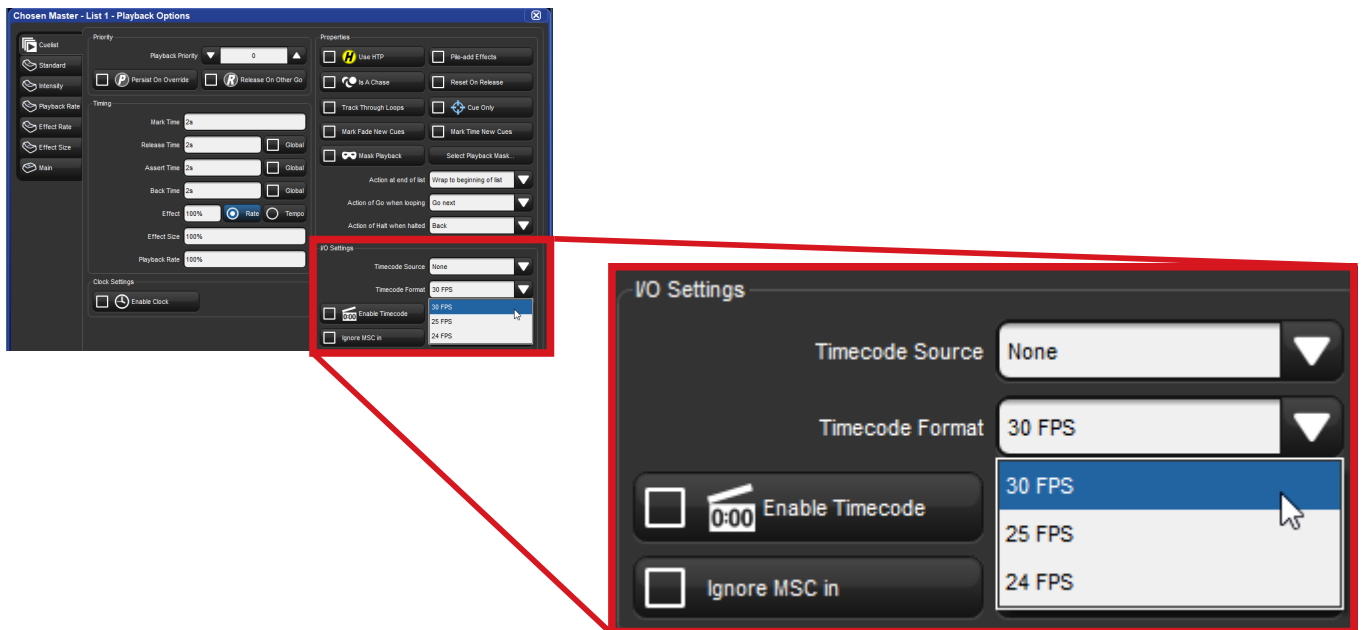 Chosen Master - List 1 - Playback Options
Cuelist
Standard
Intensity
Playback Rate
Effect Rate
Effect Size
Main
Priority
Playback Priority 0
P Persist On Override R Release On Other Go
Timing
Mark Time 2s
Release Time 2s Global
Assert Time 2s Global
Back Time 2s Global
Effect 100% Rate Tempo
Effect Size 100%
Playback Rate 100%
Clock Settings
Enable Clock
Properties
H Use HTP Pile-add Effects
Is A Chase Reset On Release
Track Through Loops Cue Only
Mark Fade New Cues Mark Time New Cues
Mask Playback Select Playback Mask...
Action at end of list Wrap to beginning of list
Action of Go when looping Go next
Action of Halt when halted Back
I/O Settings
Timecode Source None
Timecode Format 30 FPS
30 FPS
0:00 Enable Timecode
25 FPS
24 FPS
Ignore MSC in
I/O Settings
Timecode Source None
Timecode Format 30 FPS
30 FPS
0:00 Enable Timecode
25 FPS
24 FPS
Ignore MSC in